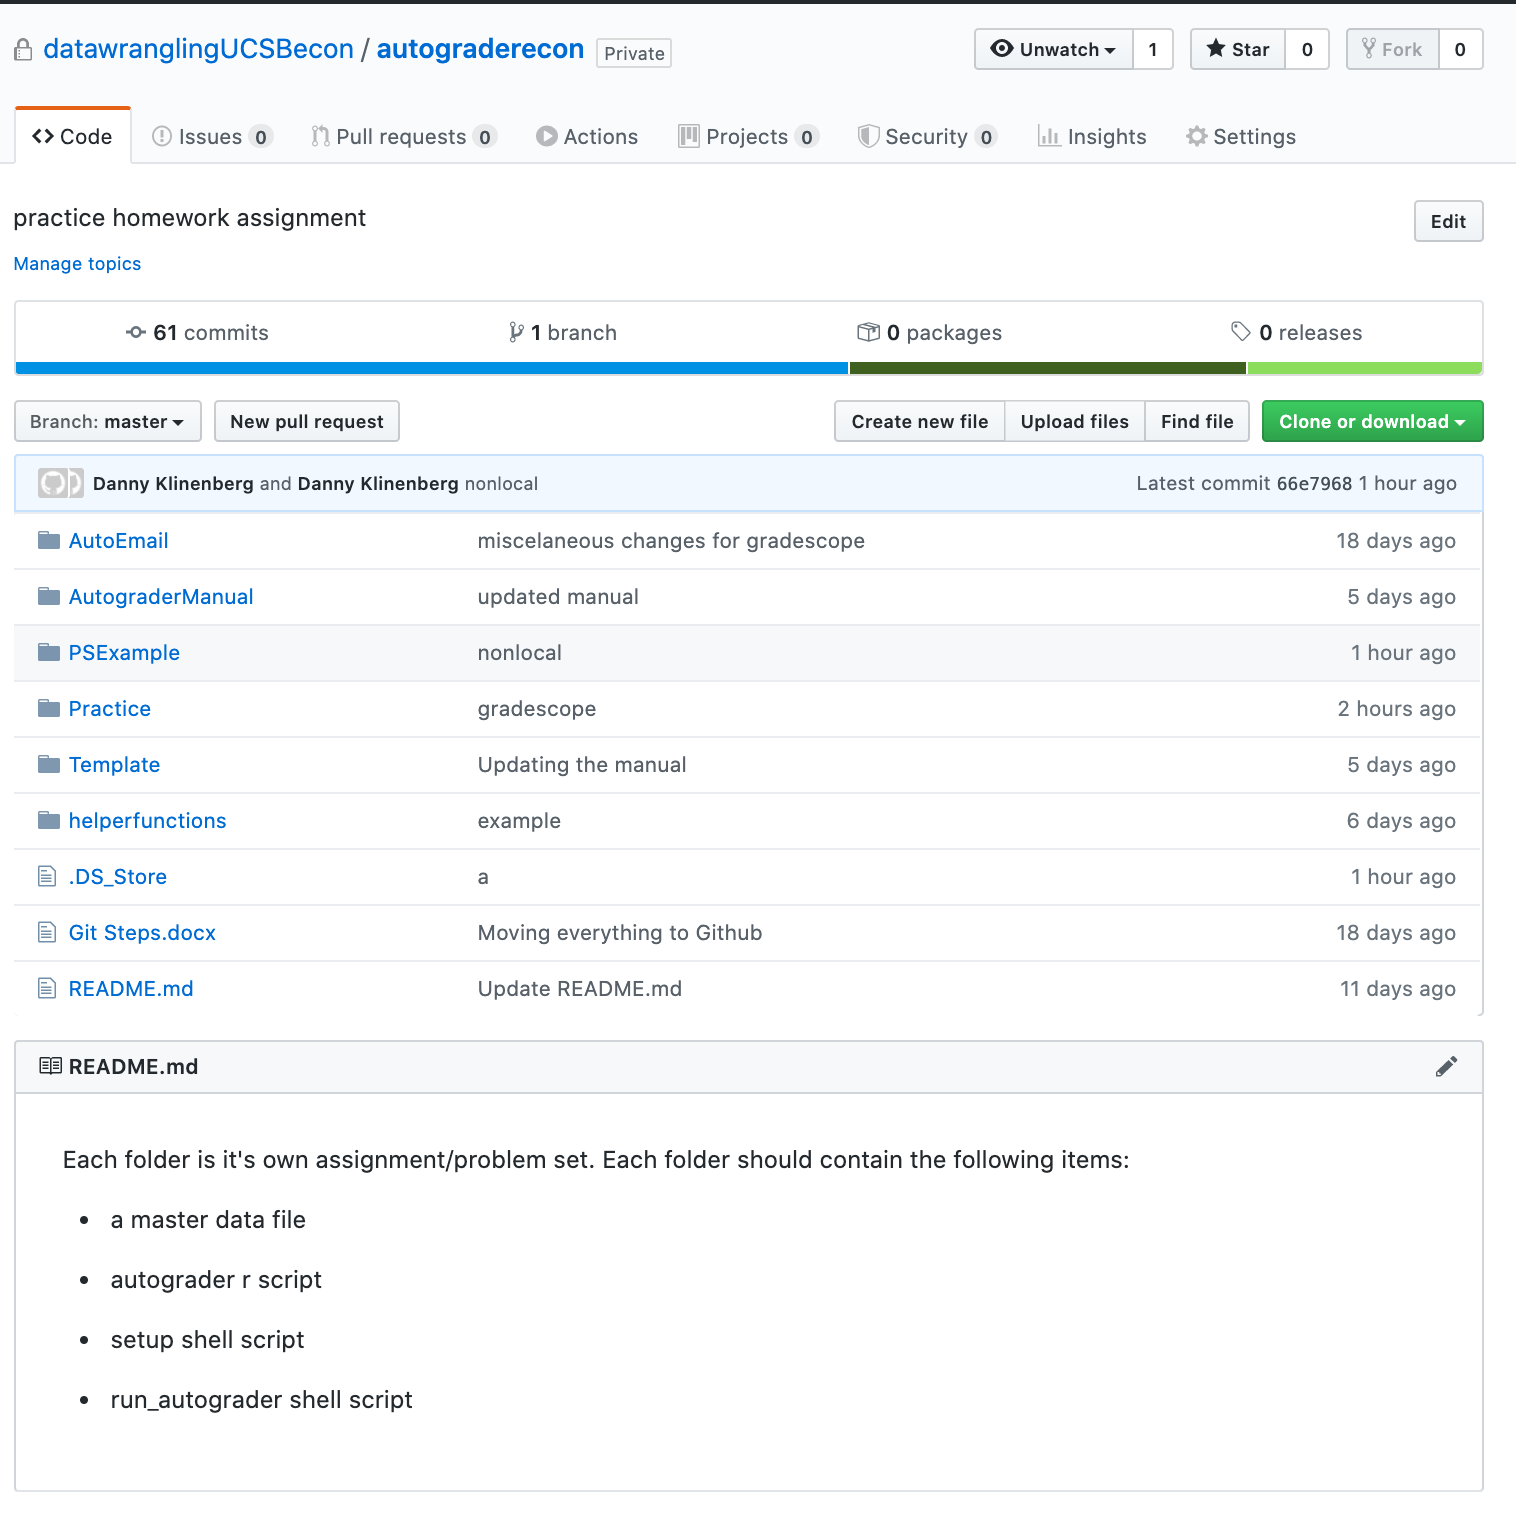 datawranglingUCSBecon / autograderecon Private Unwatch 1 Star 0 Fork 0
Code Issues 0 Pull requests 0 Actions Projects 0 Security 0 Insights Settings
practice homework assignment Edit
Manage topics
61 commits 1 branch 0 packages 0 releases
Branch: master New pull request Create new file Upload files Find file Clone or download
Danny Klinenberg and Danny Klinenberg nonlocal Latest commit 66e7968 1 hour ago
AutoEmail miscelaneous changes for gradescope 18 days ago
AutograderManual updated manual 5 days ago
PSExample nonlocal 1 hour ago
Practice gradescope 2 hours ago
Template Updating the manual 5 days ago
helperfunctions example 6 days ago
.DS_Store a 1 hour ago
Git Steps.docx Moving everything to Github 18 days ago
README.md Update README.md 11 days ago
README.md
Each folder is it's own assignment/problem set. Each folder should contain the following items:
• a master data file
• autograder r script
• setup shell script
• run_autograder shell script